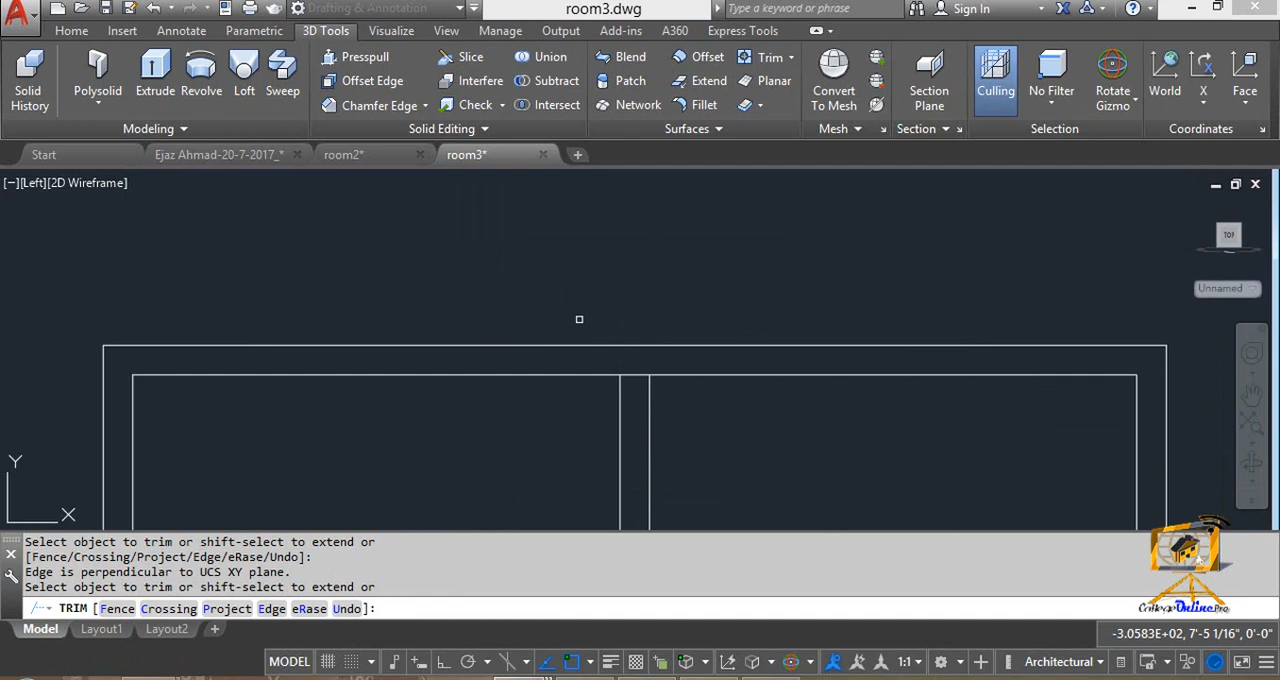 room3.dwg
Drafting & Annotation
Type a keyword or phrase
Sign In
Home Insert Annotate Parametric 3D Tools Visualize View Manage Output Add-ins A360 Express Tools
Solid History
Polysolid
Extrude
Revolve
Loft
Sweep
Presspull
Offset Edge
Chamfer Edge
Slice
Interfere
Check
Union
Subtract
Intersect
Blend
Patch
Network
Offset
Extend
Fillet
Trim
Planar
Convert To Mesh
Section Plane
Culling
No Filter
Rotate Gizmo
World
X
Face
Modeling
Solid Editing
Surfaces
Mesh
Section
Selection
Coordinates
Start
Ejaz Ahmad-20-7-2017_*
room2*
room3*
[−][Left][2D Wireframe]
TOP
Unnamed
Y
X
Select object to trim or shift-select to extend or
[Fence/Crossing/Project/Edge/eRase/Undo]:
Edge is perpendicular to UCS XY plane.
Select object to trim or shift-select to extend or
TRIM [Fence Crossing Project Edge eRase Undo]:
College Online Pro
Model Layout1 Layout2
-3.0583E+02, 7'-5 1/16", 0'-0"
MODEL
1:1
Architectural